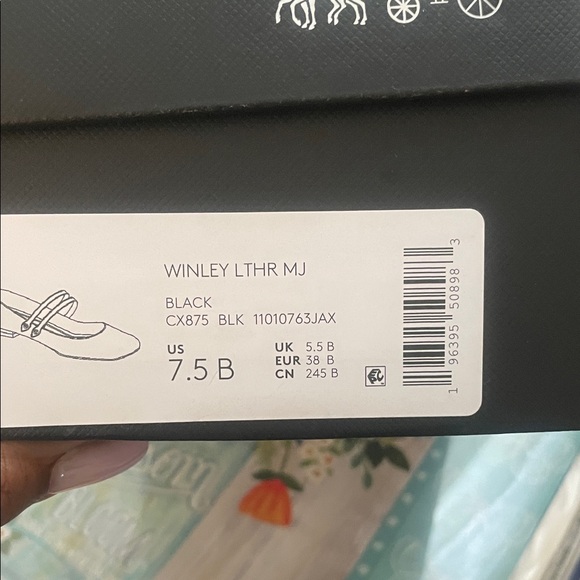 WINLEY LTHR MJ
BLACK
CX875 BLK 11010763JAX
US
7.5 B
UK 5.5 B
EUR 38 B
CN 245 B
1 96395 50898 3